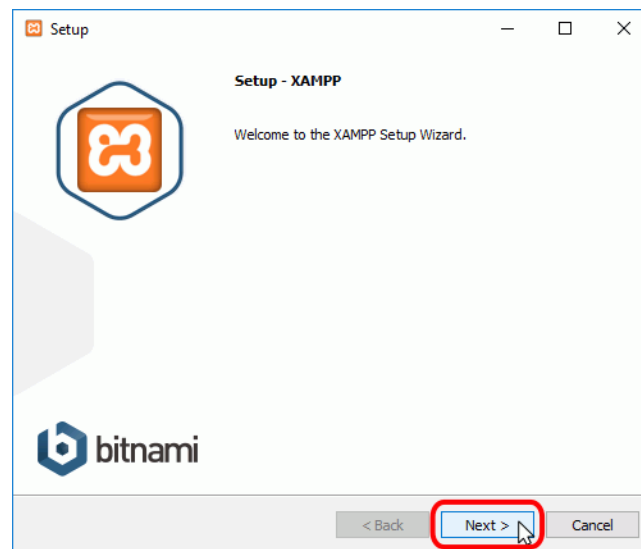 Setup
Setup - XAMPP
Welcome to the XAMPP Setup Wizard.
bitnami
< Back
Next >
Cancel